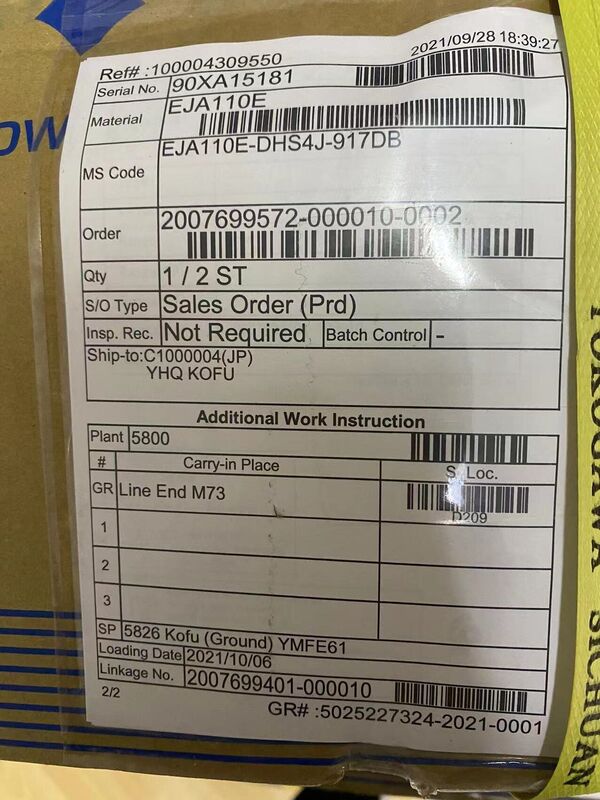 Ref# :100004309550
2021/09/28 18:39:27
Serial No. 90XA15181
Material EJA110E
MS Code EJA110E-DHS4J-917DB
Order 2007699572-000010-0002
Qty 1 / 2 ST
S/O Type Sales Order (Prd)
Insp. Rec. Not Required Batch Control -
Ship-to:C1000004(JP)
YHQ KOFU
Additional Work Instruction
Plant 5800
# Carry-in Place S. Loc.
GR Line End M73 D209
1
2
3
SP 5826 Kofu (Ground) YMFE61
Loading Date 2021/10/06
Linkage No. 2007699401-000010
2/2
GR# :5025227324-2021-0001
OW
YOKOGAWA SICHUAN